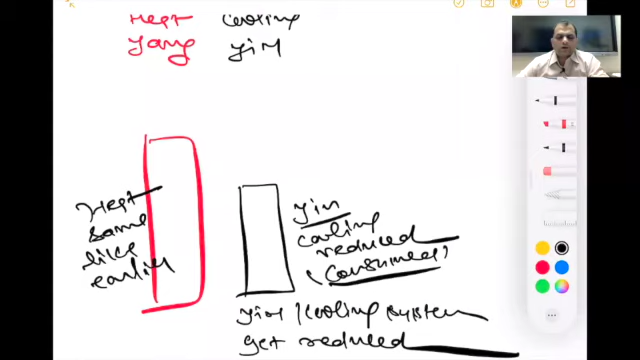 Heat cooling
Yang Yin
Heat
same
like
earlier
Yin
cooling
reduced
(consumed)
Yin / cooling system
get reduced